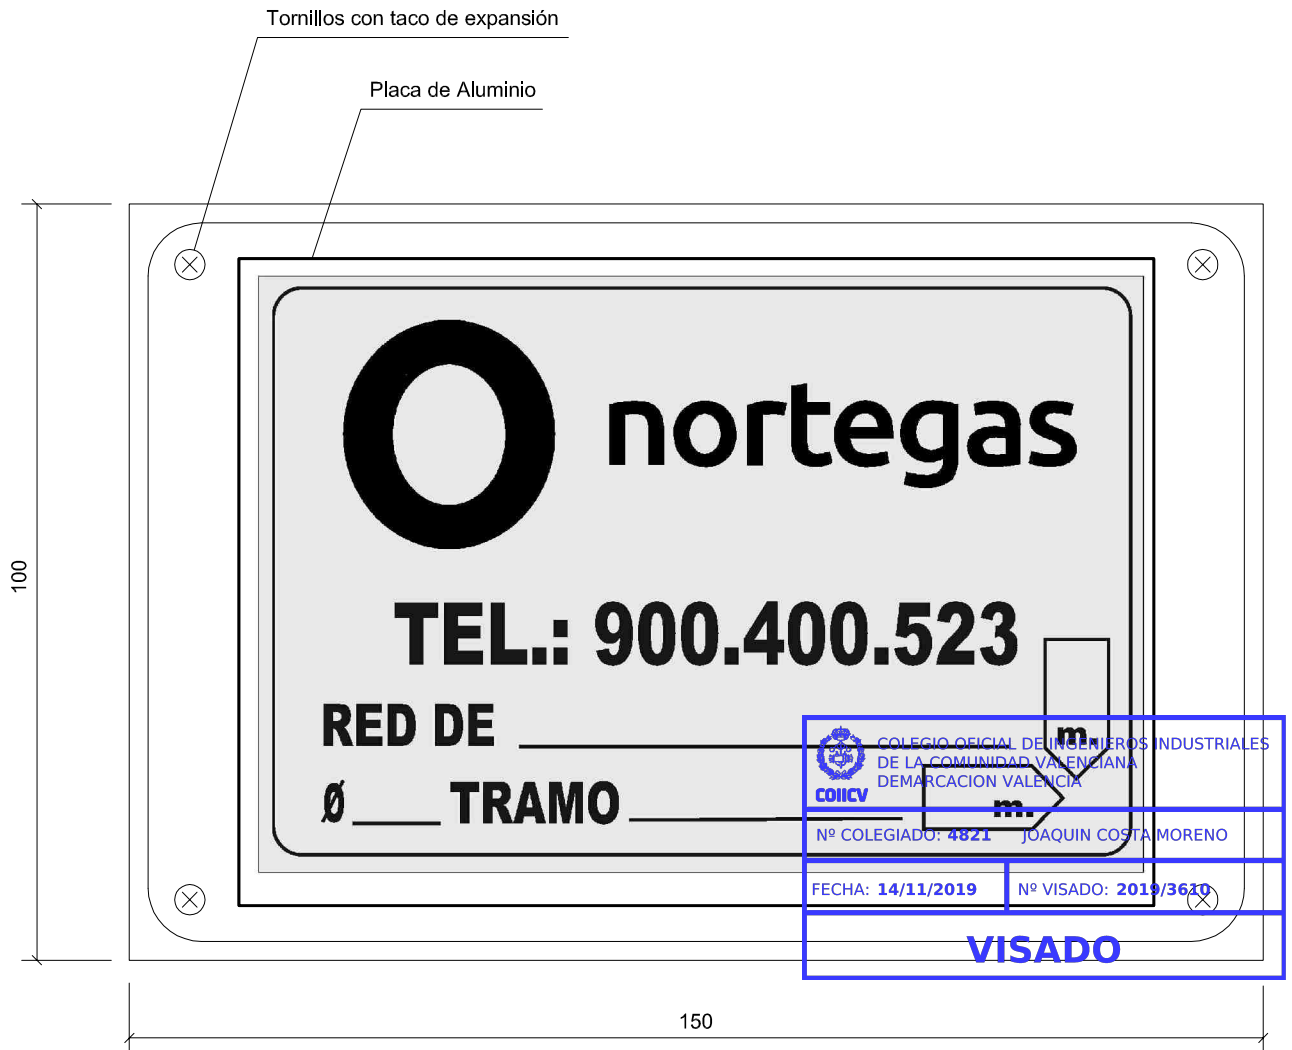 Tornillos con taco de expansión
Placa de Aluminio
nortegas
TEL.: 900.400.523
RED DE
m.
Ø TRAMO
m.
100
150
COLEGIO OFICIAL DE INGENIEROS INDUSTRIALES
DE LA COMUNIDAD VALENCIANA
DEMARCACION VALENCIA
COIICV
Nº COLEGIADO: 4821 JOAQUIN COSTA MORENO
FECHA: 14/11/2019 Nº VISADO: 2019/3610
VISADO